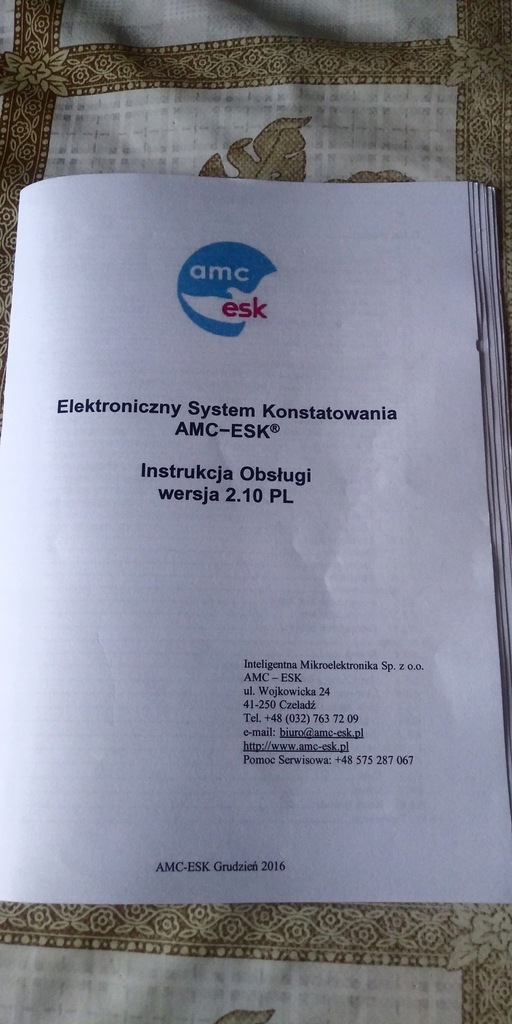 amc
esk
Elektroniczny System Konstatowania
AMC–ESK®
Instrukcja Obsługi
wersja 2.10 PL
Inteligentna Mikroelektronika Sp. z o.o.
AMC – ESK
ul. Wojkowicka 24
41-250 Czeladź
Tel. +48 (032) 763 72 09
e-mail: biuro@amc-esk.pl
http://www.amc-esk.pl
Pomoc Serwisowa: +48 575 287 067
AMC-ESK Grudzień 2016